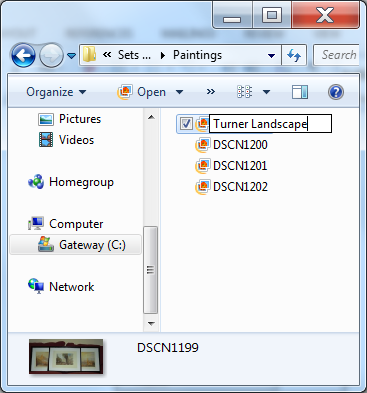 Sets ... Paintings Search
Organize Open »
Pictures
Videos
Homegroup
Computer
Gateway (C:)
Network
Turner Landscape
DSCN1200
DSCN1201
DSCN1202
DSCN1199